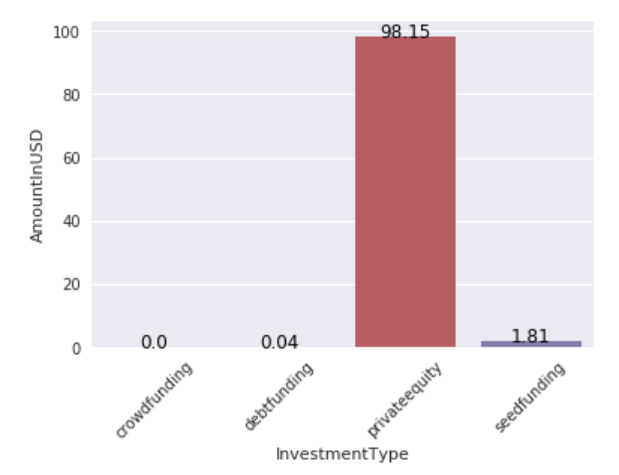 100
98.15
80
60
40
20
0
0.0
0.04
1.81
AmountInUSD
crowdfunding
debtfunding
privateequity
seedfunding
InvestmentType